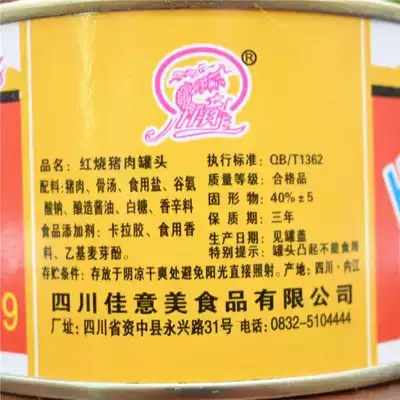 ®
品名：红烧猪肉罐头
配料：猪肉、骨汤、食用盐、谷氨
酸钠、酿造酱油、白糖、香辛料
食品添加剂：卡拉胶、食用香
料、乙基麦芽酚。
执行标准：QB/T1362
质量等级：合格品
固形物：40%±5
保质期：三年
生产日期：见罐盖
特别提示：罐头凸起不能食用
存贮条件：存放于阴凉干爽处避免阳光直接照射。产地：四川·内江
四川佳意美食品有限公司
厂址：四川省资中县永兴路31号 电话：0832-5104444
9